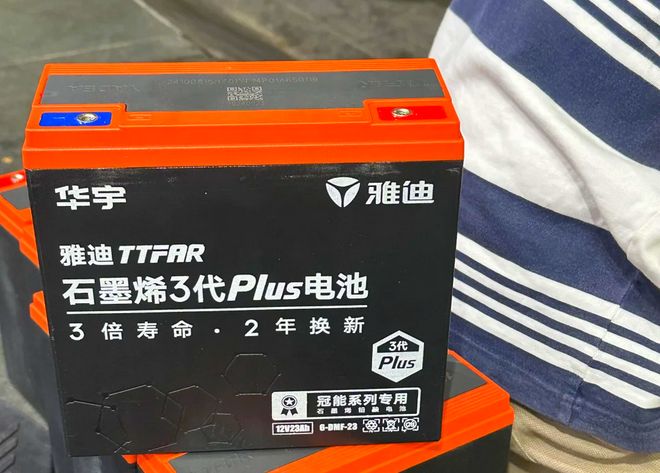 华宇
雅迪
雅迪 TTFAR
石墨烯3代Plus电池
3倍寿命·2年换新
3代
Plus
冠能系列专用
石墨烯铅酸电池
12V23Ah 6-DMF-23